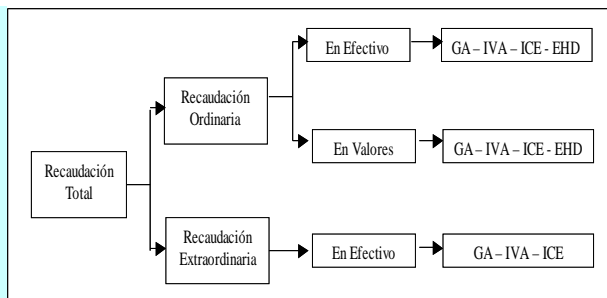 En Efectivo
GA – IVA – ICE - EHD
Recaudación
Ordinaria
En Valores
GA – IVA – ICE - EHD
Recaudación
Total
Recaudación
Extraordinaria
En Efectivo
GA – IVA – ICE